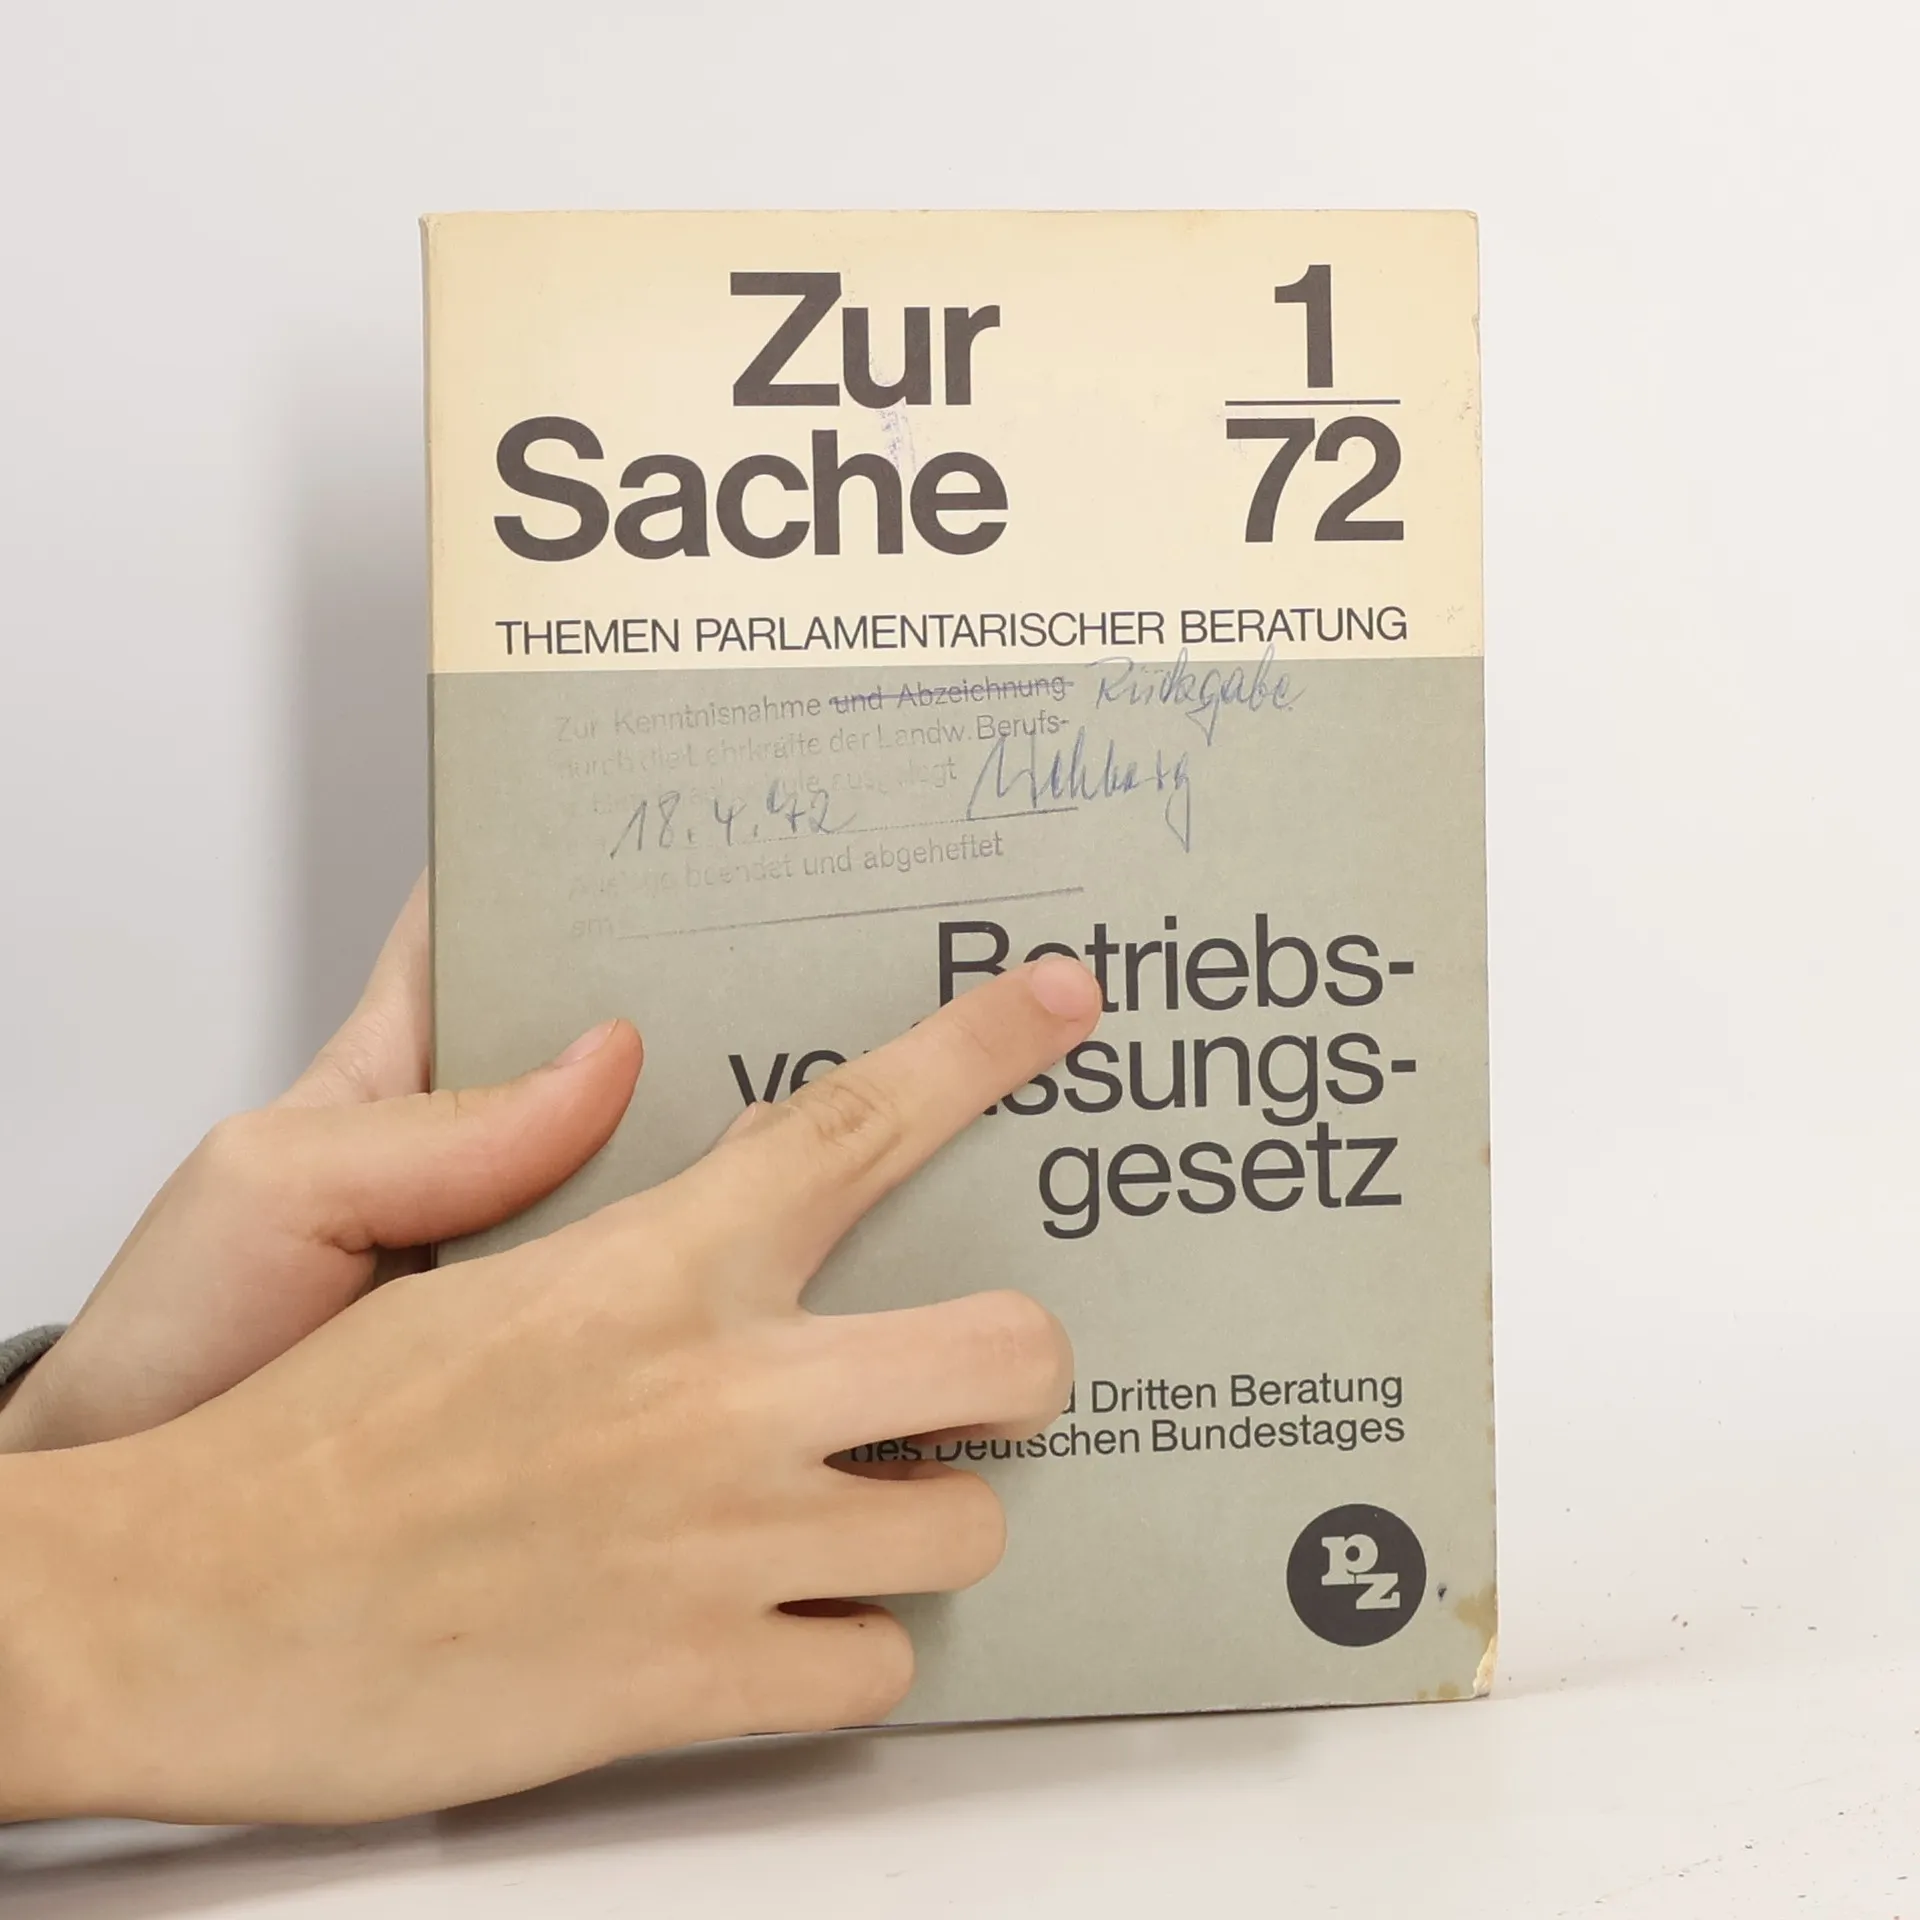 Zur 1
Sache 72
THEMEN PARLAMENTARISCHER BERATUNG
Zur Kenntnisnahme und Abzeichnung Rückgabe
durch die Lehrkräfte der Landw. Berufs-
18.4.72
beendet und abgeheftet
am
Betriebs-
gesetz
Dritten Beratung
des Deutschen Bundestages
pz